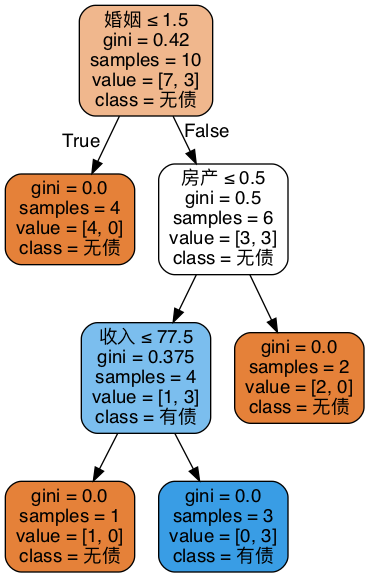 婚姻 ≤ 1.5
gini = 0.42
samples = 10
value = [7, 3]
class = 无债
True
False
gini = 0.0
samples = 4
value = [4, 0]
class = 无债
房产 ≤ 0.5
gini = 0.5
samples = 6
value = [3, 3]
class = 无债
收入 ≤ 77.5
gini = 0.375
samples = 4
value = [1, 3]
class = 有债
gini = 0.0
samples = 2
value = [2, 0]
class = 无债
gini = 0.0
samples = 1
value = [1, 0]
class = 无债
gini = 0.0
samples = 3
value = [0, 3]
class = 有债